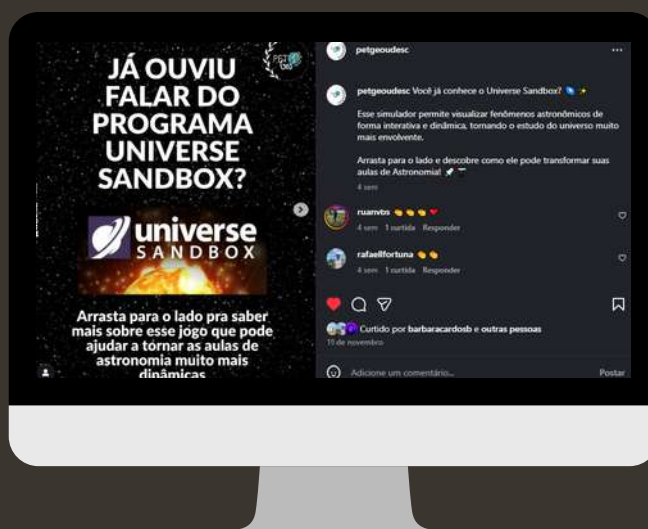 JÁ OUVIU
FALAR DO
PROGRAMA
UNIVERSE
SANDBOX?
universe
SANDBOX
Arrasta para o lado pra saber
mais sobre esse jogo que pode
ajudar a tornar as aulas de
astronomia muito mais
dinâmicas
petgeoudesc
petgeoudesc Você já conhece o Universe Sandbox?
Esse simulador permite visualizar fenômenos astronômicos de
forma interativa e dinâmica, tornando o estudo do universo muito
mais envolvente.
Arrasta para o lado e descobre como ele pode transformar suas
aulas de Astronomia!
4 sem
ruanvbs
4 sem 1 curtida Responder
rafaellfortuna
4 sem 1 curtida Responder
Curtido por barbaracardosb e outras pessoas
11 de novembro
Adicione um comentário... Postar